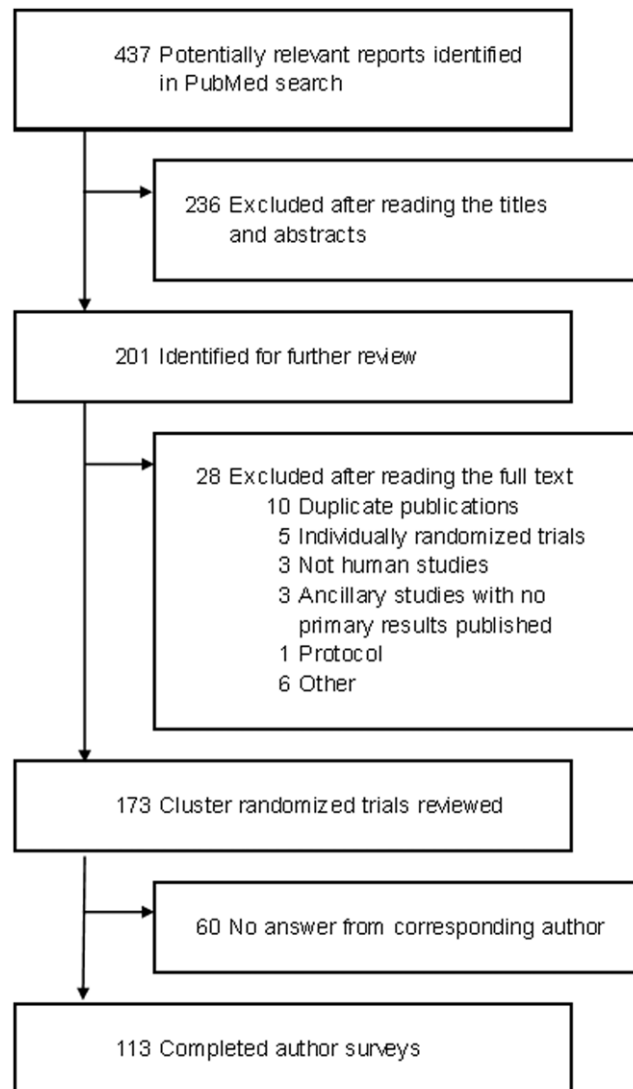 437 Potentially relevant reports identified
in PubMed search
236 Excluded after reading the titles
and abstracts
201 Identified for further review
28 Excluded after reading the full text
10 Duplicate publications
5 Individually randomized trials
3 Not human studies
3 Ancillary studies with no
primary results published
1 Protocol
6 Other
173 Cluster randomized trials reviewed
60 No answer from corresponding author
113 Completed author surveys